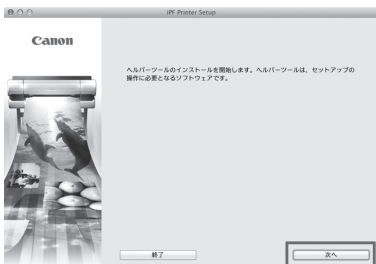 iPF Printer Setup
Canon
ヘルパーツールのインストールを開始します。ヘルパーツールは、セットアップの
操作に必要となるソフトウェアです。
終了
次へ